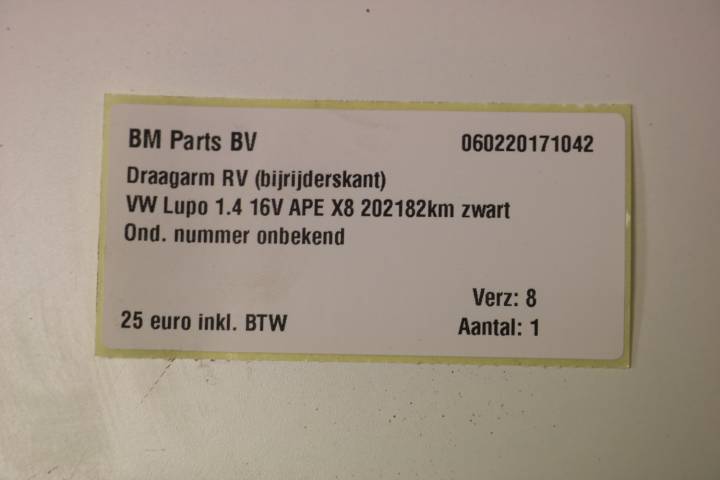 BM Parts BV 060220171042
Draagarm RV (bijrijderskant)
VW Lupo 1.4 16V APE X8 202182km zwart
Ond. nummer onbekend
Verz: 8
25 euro inkl. BTW Aantal: 1